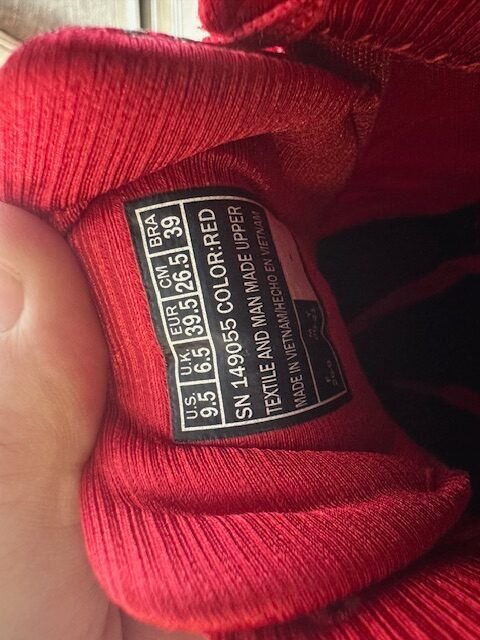 U.S. U.K. EUR CM BRA
9.5 6.5 39.5 26.5 39
SN 149055 COLOR:RED
TEXTILE AND MAN MADE UPPER
MADE IN VIETNAM/HECHO EN VIETNAM